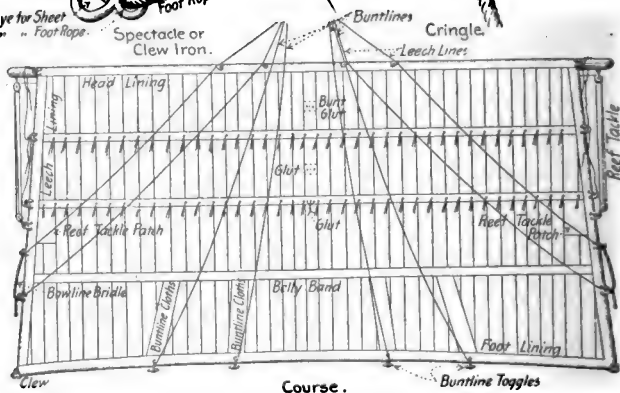 ye for Sheet
" " Foot Rope.
Foot Rop
Spectacle or
Clew Iron.
Buntlines
Cringle.
Leech Lines
Head Lining
Bunt
Glut
Lining
Leech
Reef Tackle
Glut
Glut
Reef Tackle Patch
Reef Tackle
Patch
Bowline Bridle
Buntline Cloths
Buntline Cloths
Belly Band
Foot Lining
Clew
Course.
Buntline Toggles